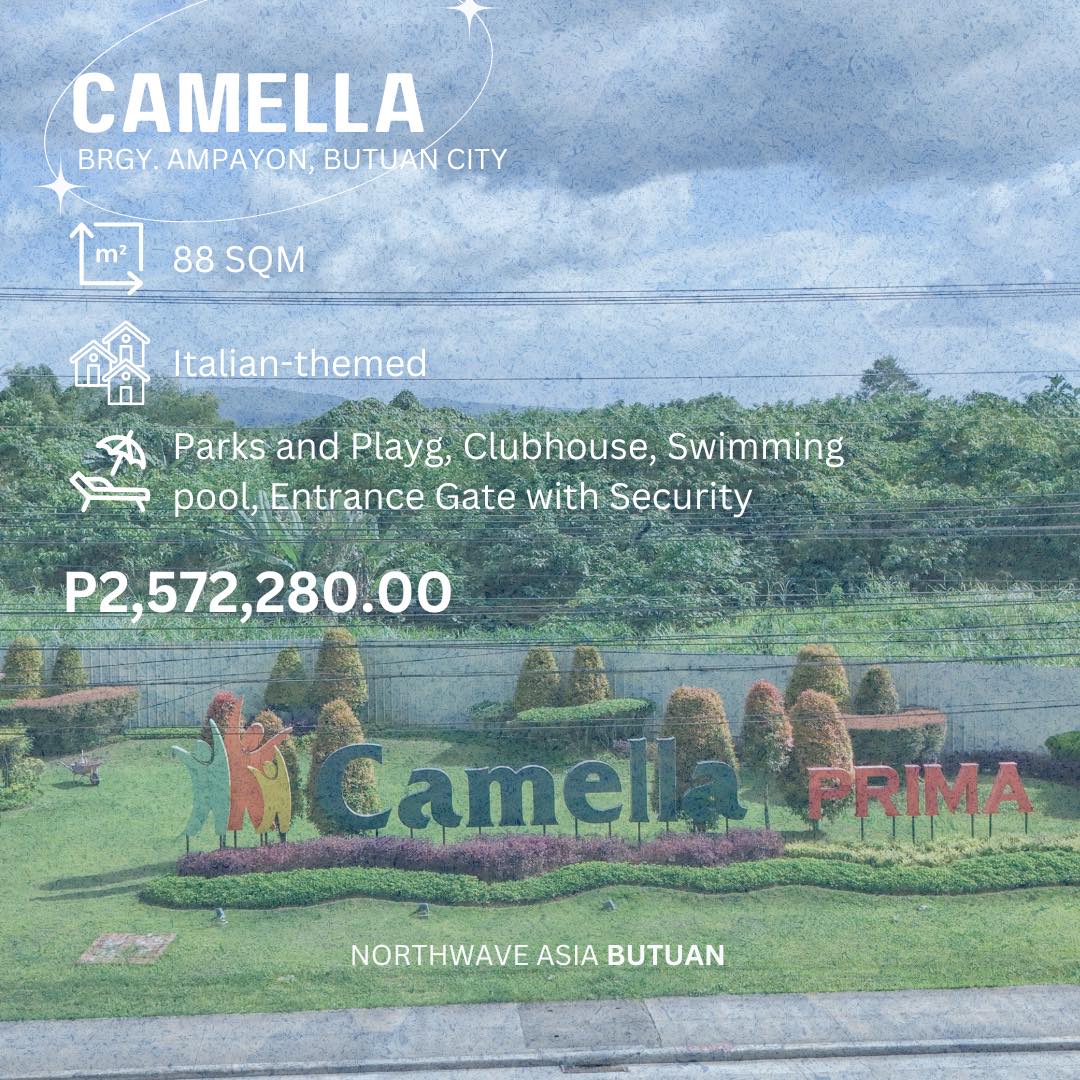 CAMELLA
BRGY. AMPAYON, BUTUAN CITY
m²
88 SQM
Italian-themed
Parks and Playg, Clubhouse, Swimming
pool, Entrance Gate with Security
P2,572,280.00
Camella PRIMA
NORTHWAVE ASIA BUTUAN